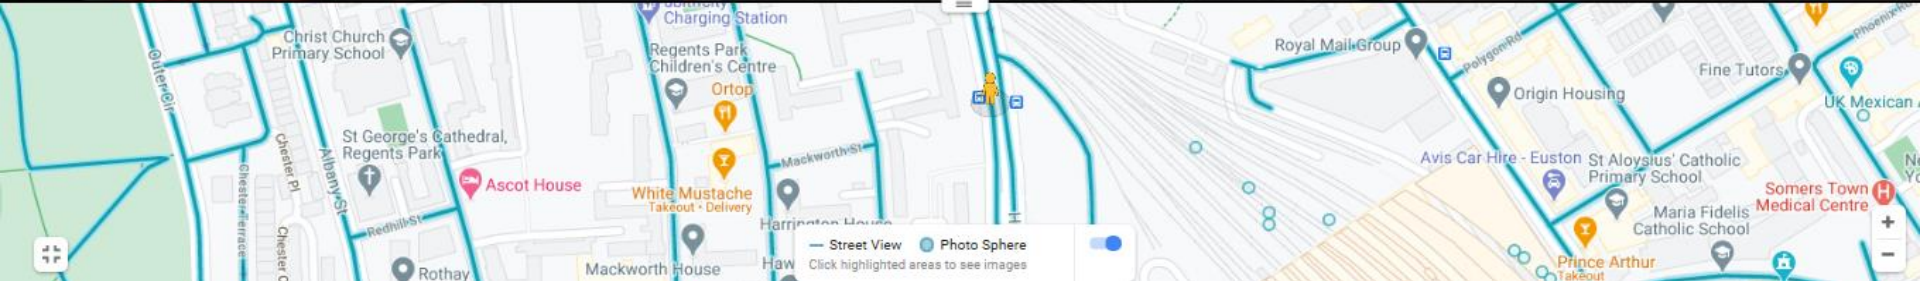 Charging Station
Christ Church
Primary School
Outer Cir
Regents Park
Children's Centre
Ortop
Royal Mail Group
Polygon Rd
Phoenix Rd
Fine Tutors
Origin Housing
UK Mexican
St George's Cathedral,
Regents Park
Chester Pl
Albany St
Mackworth St
Ascot House
White Mustache
Takeout • Delivery
Harrington House
Avis Car Hire - Euston
St Aloysius' Catholic
Primary School
Somers Town
Medical Centre
Maria Fidelis
Catholic School
Chester Terrace
Redhill St
Rothay
Mackworth House
Street View
Photo Sphere
Click highlighted areas to see images
Prince Arthur
Takeout
H